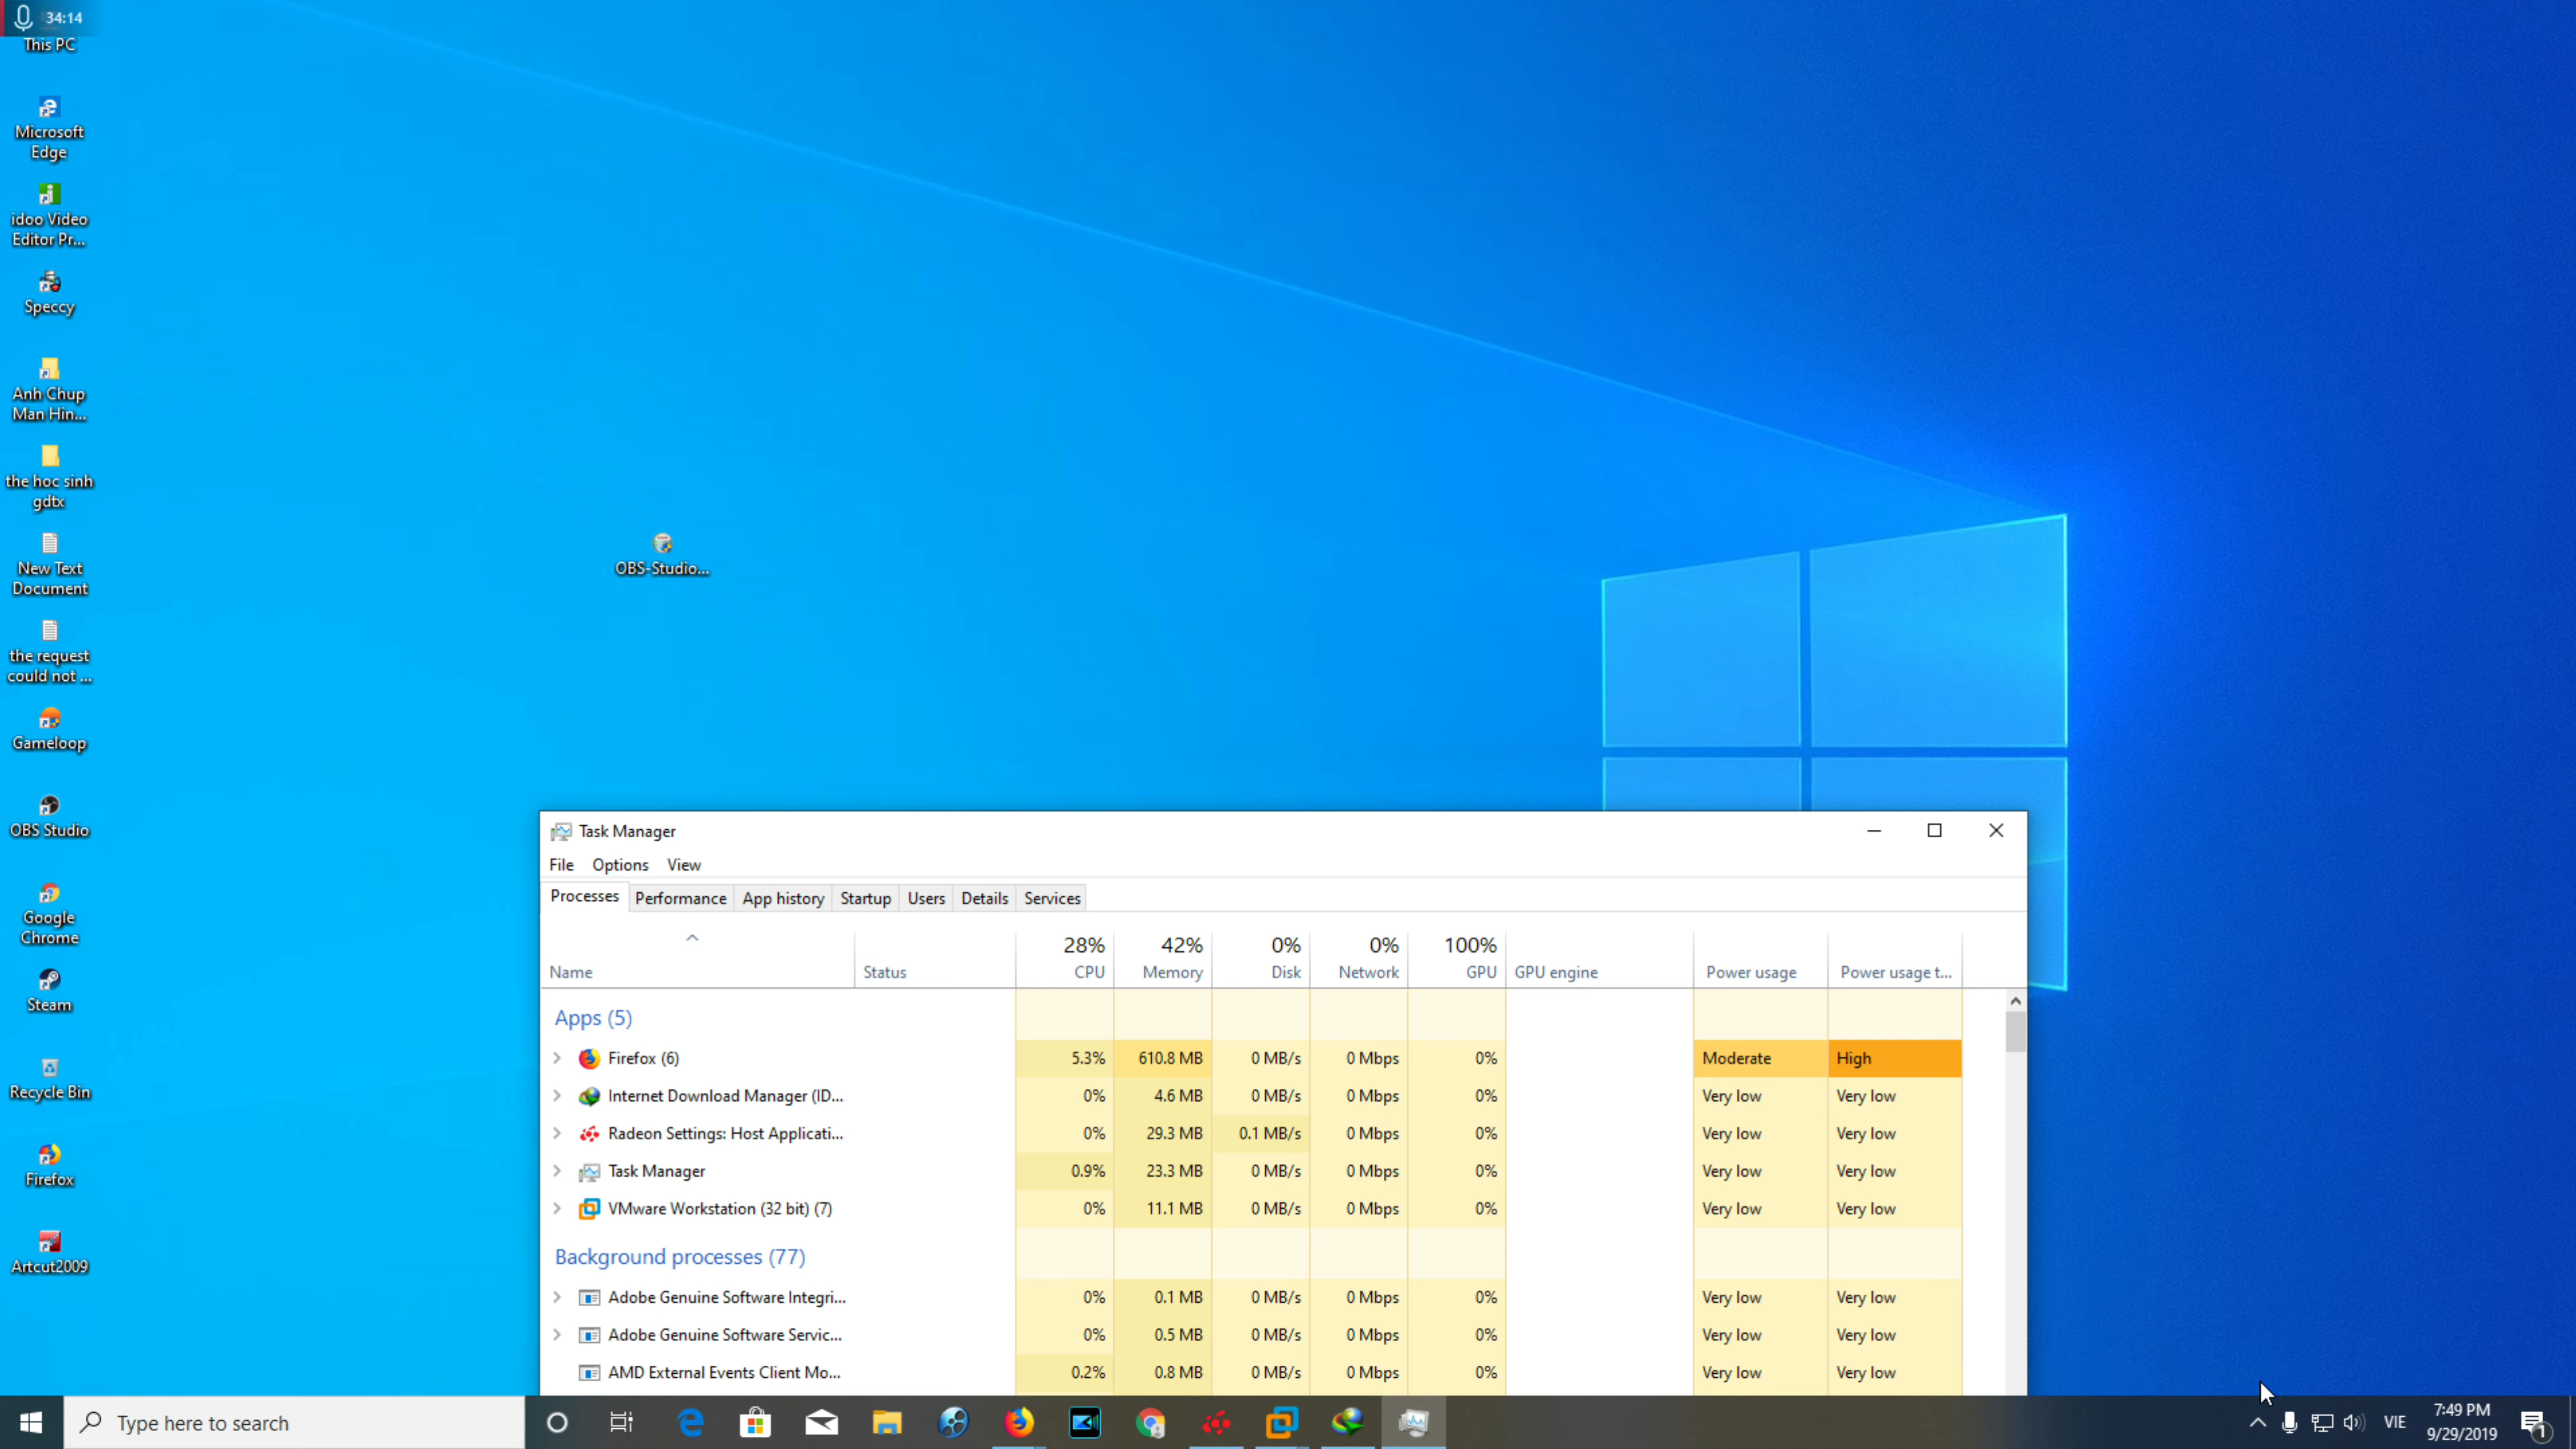 34:14
This PC
Microsoft
Edge
idoo Video
Editor Pr...
Speccy
Anh Chup
Man Hin...
the hoc sinh
gdtx
New Text
Document
the request
could not ...
Gameloop
OBS Studio
Google
Chrome
Steam
Recycle Bin
Firefox
Artcut2009
OBS-Studio...
Task Manager
File Options View
Processes Performance App history Startup Users Details Services
28% 42% 0% 0% 100%
Name Status CPU Memory Disk Network GPU GPU engine Power usage Power usage t...
Apps (5)
Firefox (6) 5.3% 610.8 MB 0 MB/s 0 Mbps 0% Moderate High
Internet Download Manager (ID... 0% 4.6 MB 0 MB/s 0 Mbps 0% Very low Very low
Radeon Settings: Host Applicati... 0% 29.3 MB 0.1 MB/s 0 Mbps 0% Very low Very low
Task Manager 0.9% 23.3 MB 0 MB/s 0 Mbps 0% Very low Very low
VMware Workstation (32 bit) (7) 0% 11.1 MB 0 MB/s 0 Mbps 0% Very low Very low
Background processes (77)
Adobe Genuine Software Integri... 0% 0.1 MB 0 MB/s 0 Mbps 0% Very low Very low
Adobe Genuine Software Servic... 0% 0.5 MB 0 MB/s 0 Mbps 0% Very low Very low
AMD External Events Client Mo... 0.2% 0.8 MB 0 MB/s 0 Mbps 0% Very low Very low
Type here to search
VIE
7:49 PM
9/29/2019
1